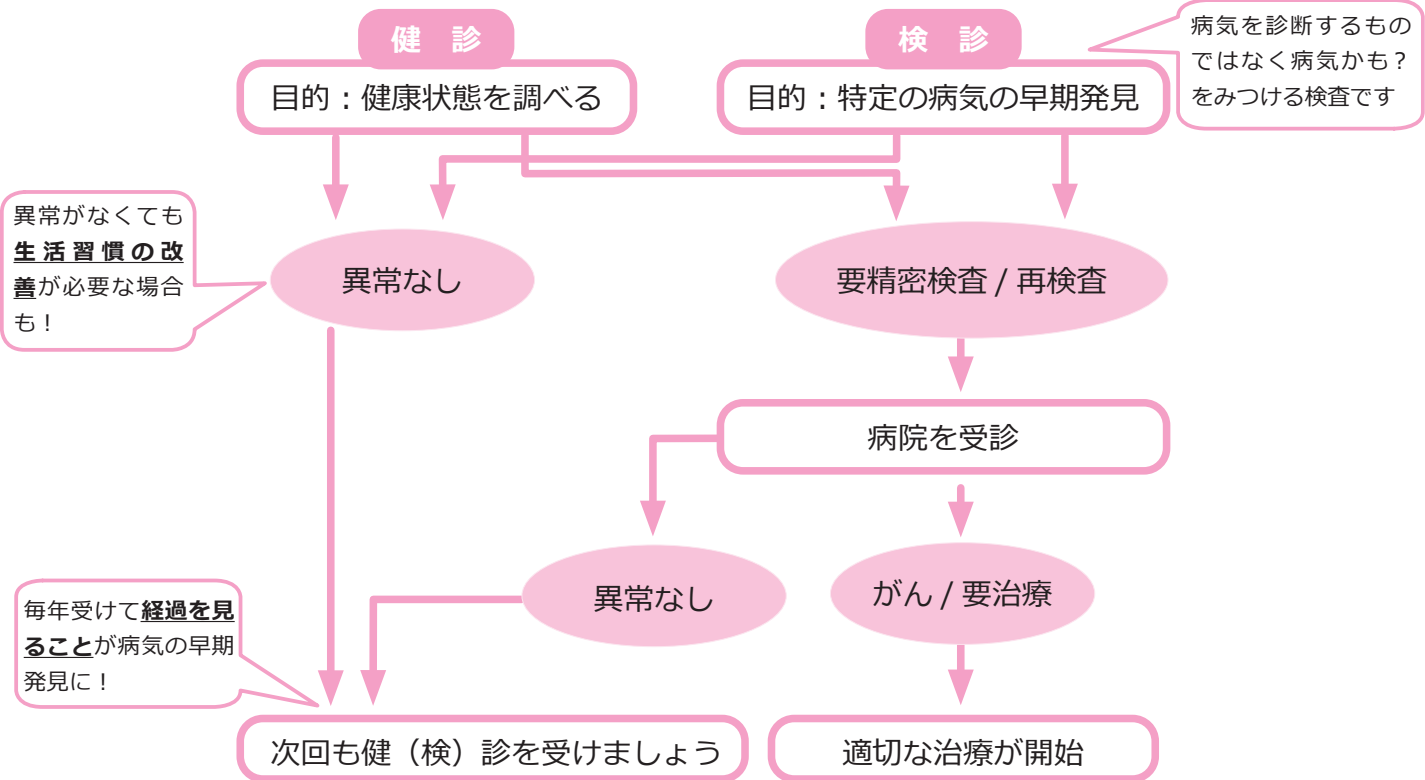 健 診
検 診
病気を診断するもの
ではなく病気かも?
をみつける検査です
目的:健康状態を調べる
目的:特定の病気の早期発見
異常がなくても
生活習慣の改
善が必要な場合
も!
異常なし
要精密検査 / 再検査
病院を受診
異常なし
がん / 要治療
毎年受けて経過を見
ることが病気の早期
発見に!
次回も健(検)診を受けましょう
適切な治療が開始